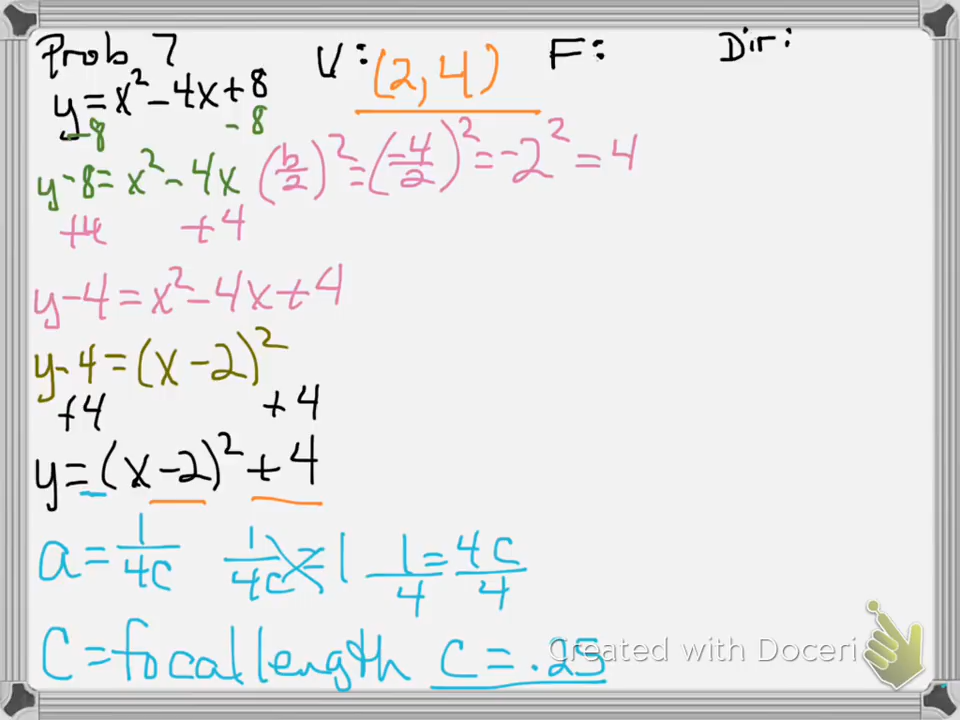 Prob 7 V: (2,4) F: Dir:
y=x²-4x+8
-8 -8
y-8=x²-4x (b/2)²=(-4/2)²=-2²=4
+4 +4
y-4=x²-4x+4
y-4=(x-2)²
+4 +4
y=(x-2)²+4
a=1/4c 1/4c=1 1/4=4c/4
C=focal length c=.25
Created with Doceri